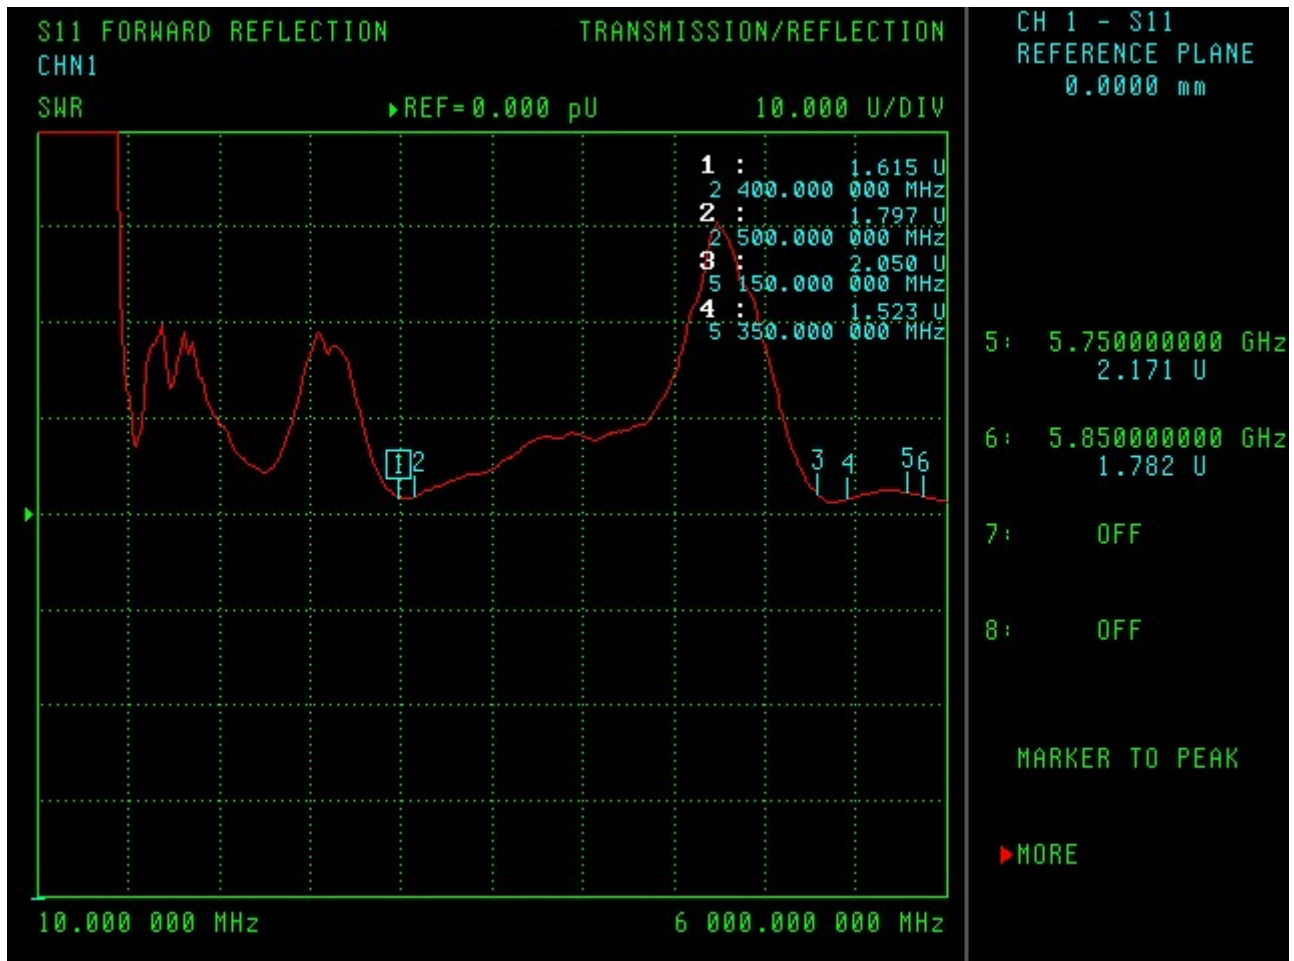 S11 FORWARD REFLECTION TRANSMISSION/REFLECTION
CHN1
SWR ▶REF=0.000 pU 10.000 U/DIV
1 : 1.615 U
2 400.000 000 MHz
2 : 1.797 U
2 500.000 000 MHz
3 : 2.050 U
5 150.000 000 MHz
4 : 1.523 U
5 350.000 000 MHz
1 2 3 4 5 6
10.000 000 MHz 6 000.000 000 MHz
CH 1 - S11
REFERENCE PLANE
0.0000 mm
5: 5.750000000 GHz
2.171 U
6: 5.850000000 GHz
1.782 U
7: OFF
8: OFF
MARKER TO PEAK
▶MORE